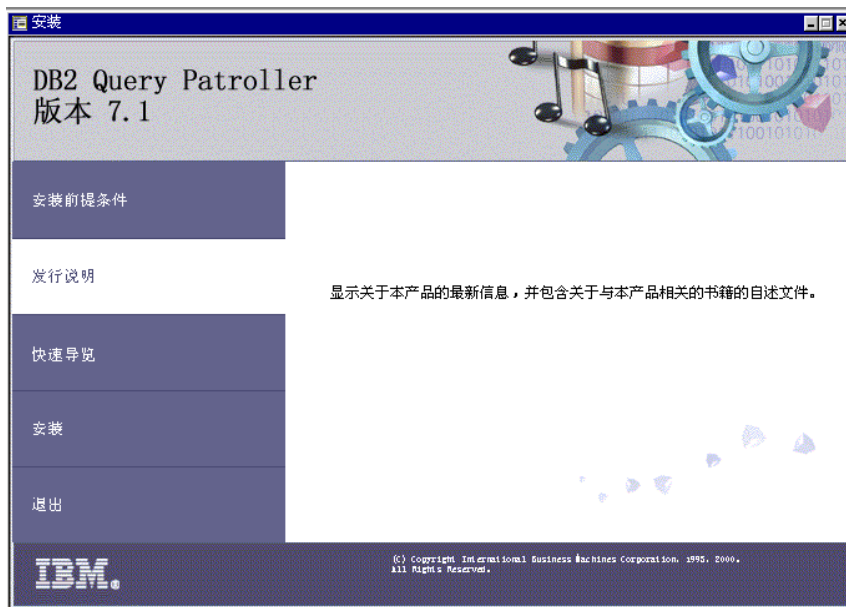 安装
DB2 Query Patroller
版本 7.1
安装前提条件
发行说明
显示关于本产品的最新信息，并包含关于与本产品相关的书籍的自述文件。
快速导览
安装
退出
IBM®
(C) Copyright International Business Machines Corporation. 1995, 2000.
All Rights Reserved.